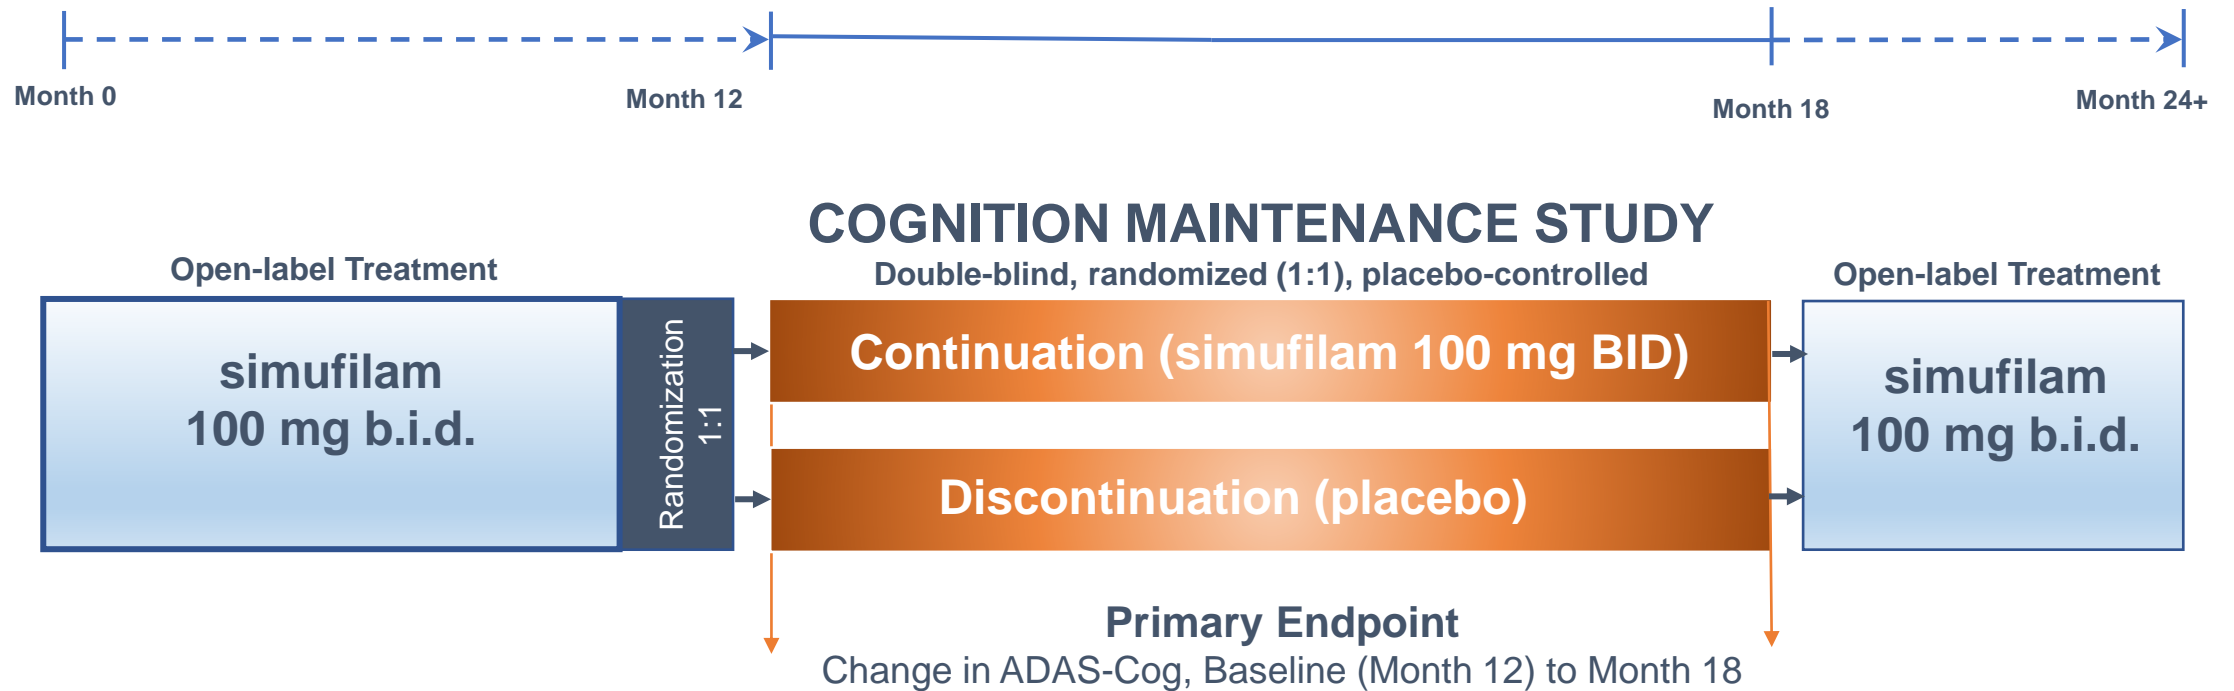 Month 0
Month 12
Month 18
Month 24+
COGNITION MAINTENANCE STUDY
Open-label Treatment
Double-blind, randomized (1:1), placebo-controlled
Open-label Treatment
simufilam
100 mg b.i.d.
Randomization
1:1
Continuation (simufilam 100 mg BID)
Discontinuation (placebo)
simufilam
100 mg b.i.d.
Primary Endpoint
Change in ADAS-Cog, Baseline (Month 12) to Month 18